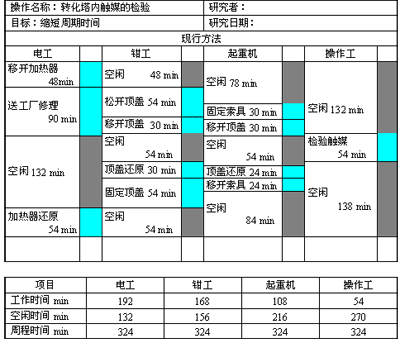 操作名称：转化塔内触媒的检验 研究者：
目标：缩短周期时间 研究日期：
现行方法
电工 钳工 起重机 操作工
移开加热器
48min
送工厂修理
90 min
空闲 132 min
加热器还原
54 min
空闲 48 min
松开顶盖 54 min
移开顶盖 30 min
空闲
54 min
顶盖还原 30 min
固定顶盖 54 min
空闲
54 min
空闲 78 min
固定索具 30 min
移开顶盖 30 min
空闲
54 min
顶盖还原 24 min
移开索具 24 min
空闲
84 min
空闲 132 min
检验触媒
54 min
空闲
138 min
项目 电工 钳工 起重机 操作工
工作时间 min 192 168 108 54
空闲时间 min 132 156 216 270
周程时间 min 324 324 324 324